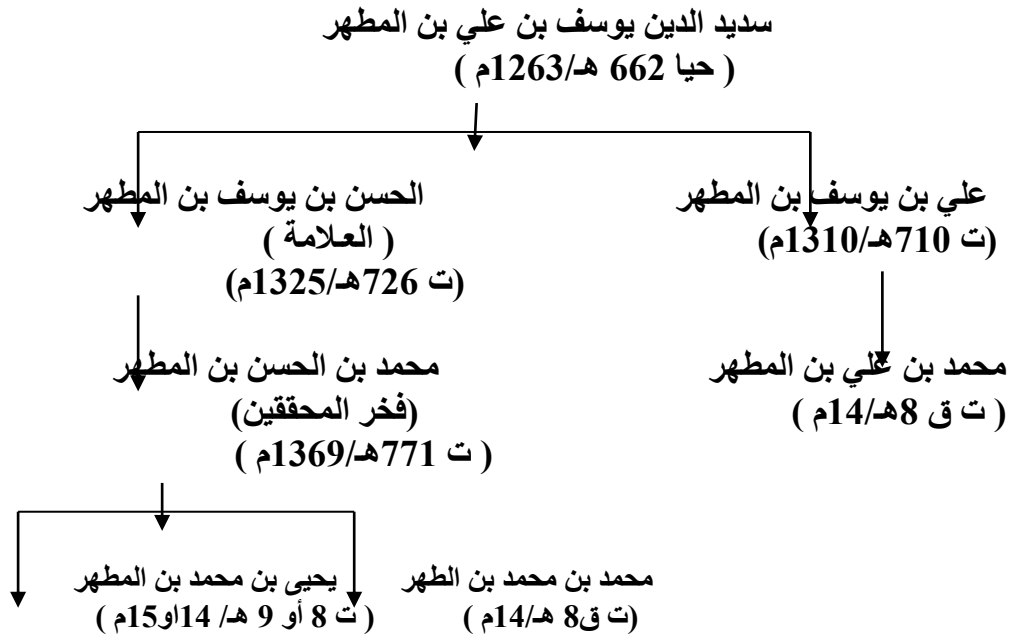 سديد الدين يوسف بن علي بن المطهر
( حيا 662 هـ/1263م )
علي بن يوسف بن المطهر
(ت 710هـ/1310م)
الحسن بن يوسف بن المطهر
( العلامة )
(ت 726هـ/1325م)
محمد بن علي بن المطهر
( ت ق 8هـ/14م )
محمد بن الحسن بن المطهر
(فخر المحققين)
( ت 771هـ/1369م )
محمد بن محمد بن الطهر
(ت ق8 هـ/14م )
يحيى بن محمد بن المطهر
( ت 8 أو 9 هـ/ 14او15م )